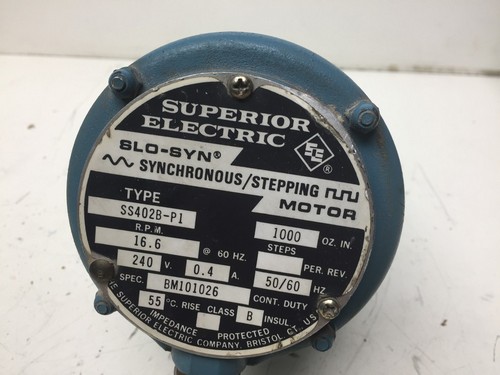 SUPERIOR
ELECTRIC
SLO-SYN®
SYNCHRONOUS/STEPPING
MOTOR
TYPE
SS402B-P1
1000 OZ. IN.
R.P.M.
STEPS
16.6 @ 60 HZ.
PER. REV.
240 V. 0.4 A.
50/60 HZ
SPEC. BM101026 CONT. DUTY
55 °C. RISE CLASS B INSUL.
IMPEDANCE PROTECTED
SUPERIOR ELECTRIC COMPANY, BRISTOL, CT. U.S.